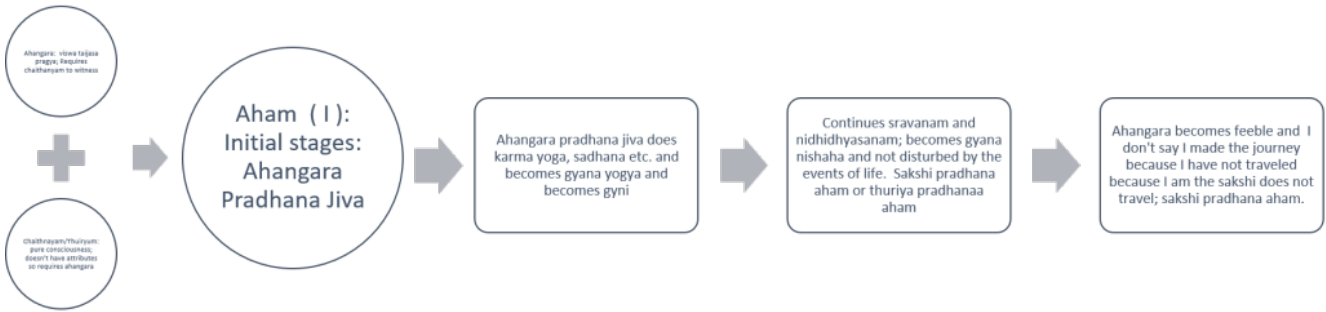 Ahangara: viswa taijasa
pragye; Requires
chaithanyam to witness
Chaithnayam/Thuiryum:
pure consciousness;
doesn't have attributes
so requires ahangara
Aham ( I ):
Initial stages:
Ahangara
Pradhana Jiva
Ahangara pradhana jiva does
karma yoga, sadhana etc. and
becomes gyana yogya and
becomes gyni
Continues sravanam and
nidhidhyasanam; becomes gyana
nishaha and not disturbed by the
events of life. Sakshi pradhana
aham or thuriya pradhanaa
aham
Ahangara becomes feeble and I
don't say I made the journey
because I have not traveled
because I am the sakshi does not
travel; sakshi pradhana aham.